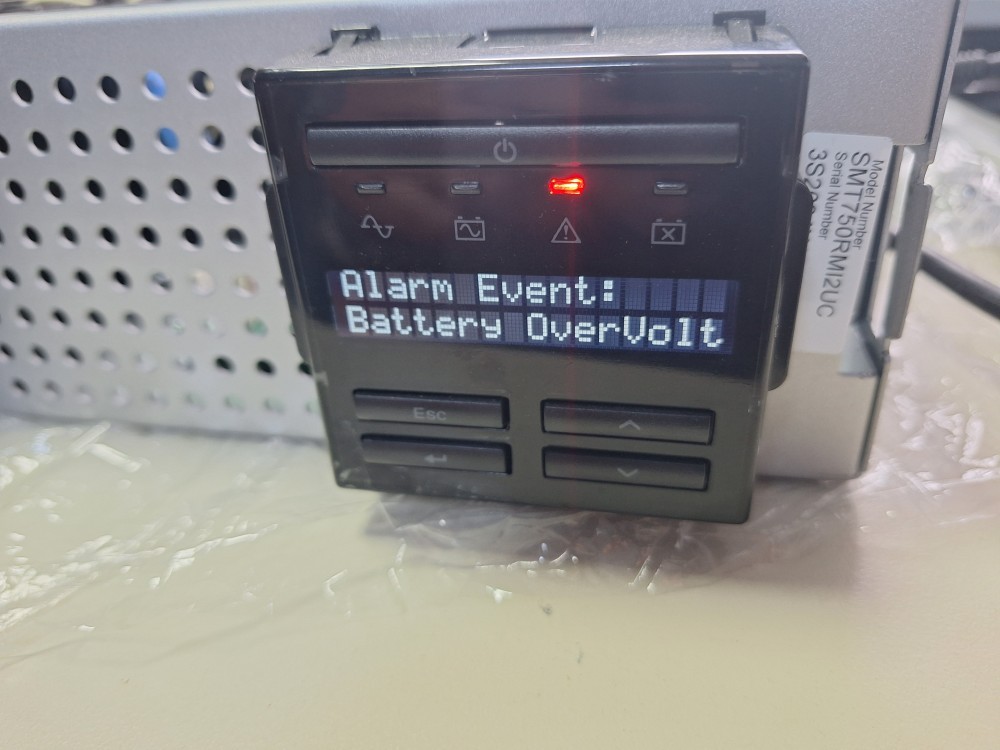 Alarm Event:
Battery OverVolt
Esc
Model Number
SMT750RMI2UC
Serial Number